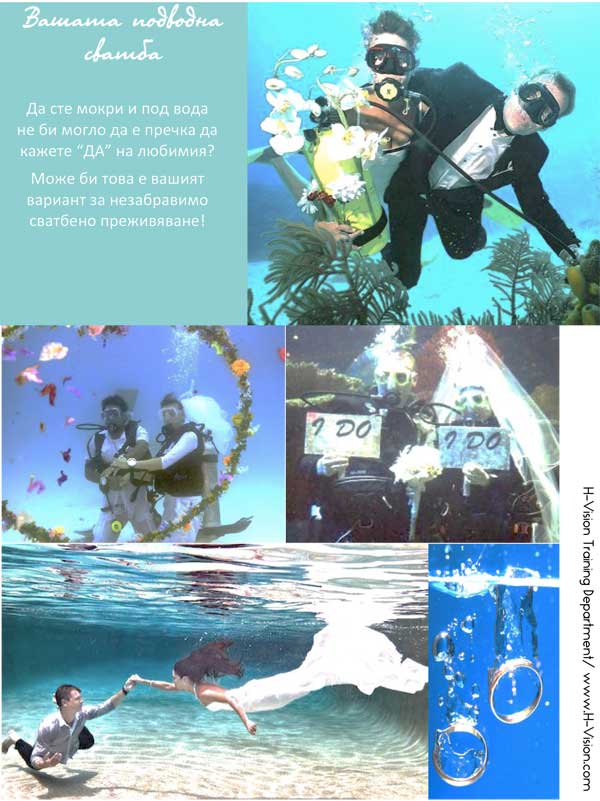 Вашата подводна
сватба
Да сте мокри и под вода
не би могло да е пречка да
кажете “ДА” на любимия?
Може би това е вашият
вариант за незабравимо
сватбено преживяване!
I DO
I DO
H-Vision Training Department/ www.H-Vision.com